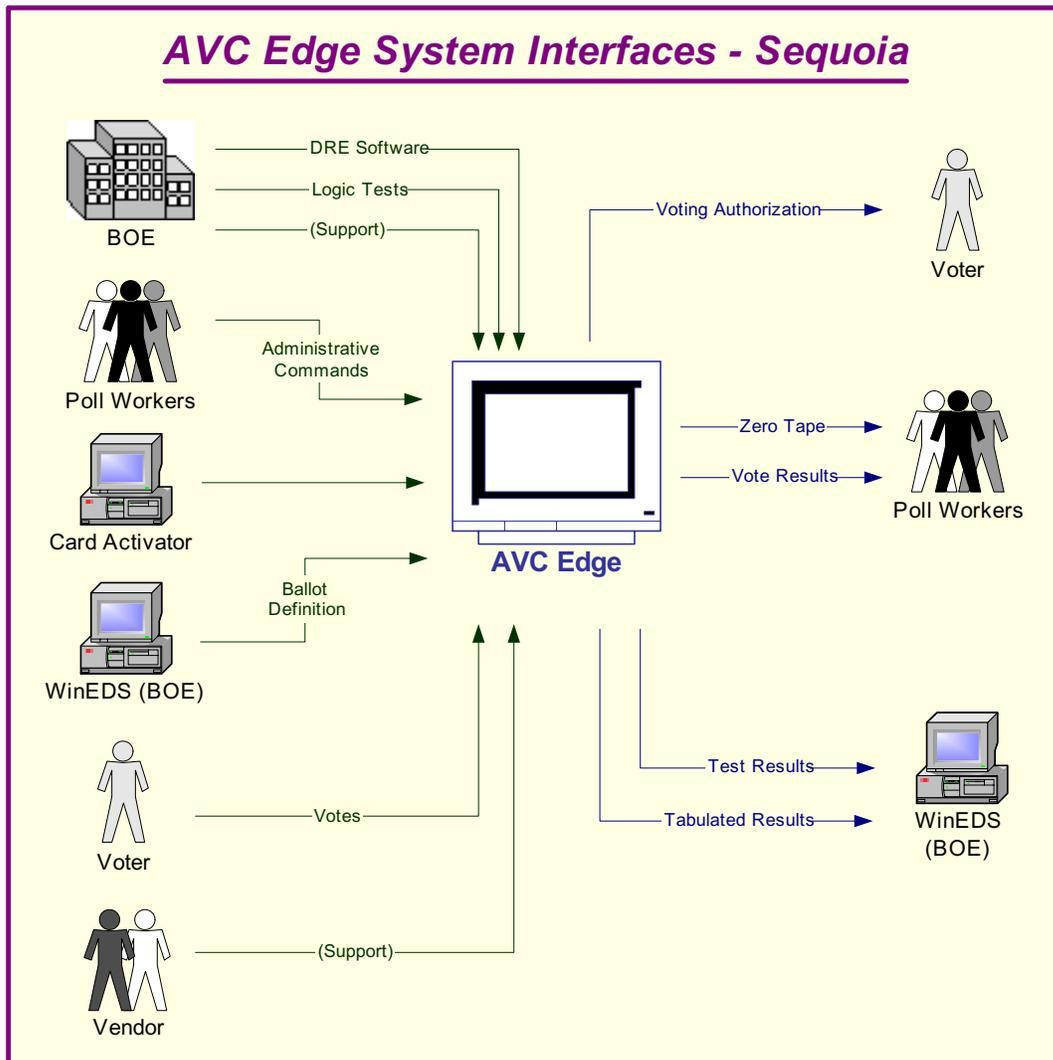 AVC Edge System Interfaces - Sequoia
DRE Software
Logic Tests
(Support)
BOE
Voting Authorization
Voter
Administrative
Commands
Poll Workers
Zero Tape
Vote Results
Poll Workers
Card Activator
AVC Edge
Ballot
Definition
WinEDS (BOE)
Test Results
Tabulated Results
WinEDS
(BOE)
Votes
Voter
(Support)
Vendor